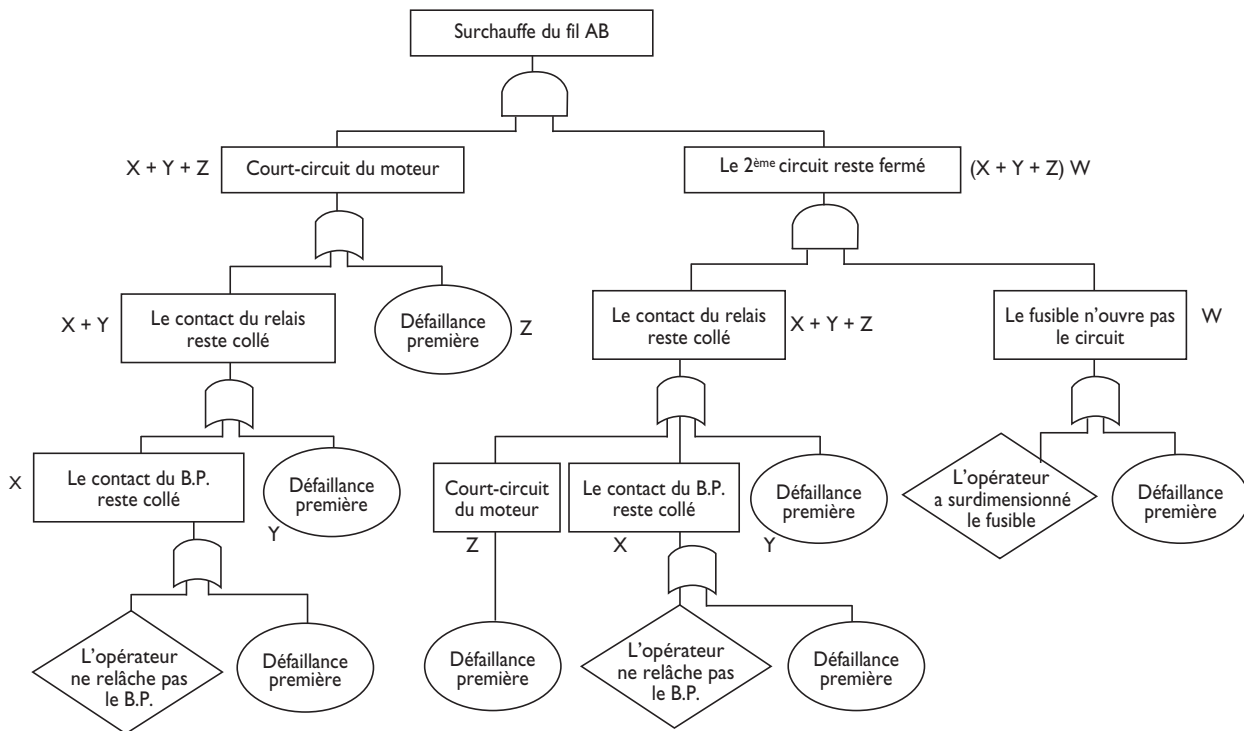 Surchauffe du fil AB
X + Y + Z
Court-circuit du moteur
Le 2ème circuit reste fermé
(X + Y + Z) W
X + Y
Le contact du relais
reste collé
Défaillance
première
Z
Le contact du relais
reste collé
X + Y + Z
Le fusible n'ouvre pas
le circuit
W
X
Le contact du B.P.
reste collé
Défaillance
première
Y
Court-circuit
du moteur
Z
Le contact du B.P.
reste collé
X
Défaillance
première
Y
L'opérateur
a surdimensionné
le fusible
Défaillance
première
L'opérateur
ne relâche pas
le B.P.
Défaillance
première
Défaillance
première
L'opérateur
ne relâche pas
le B.P.
Défaillance
première